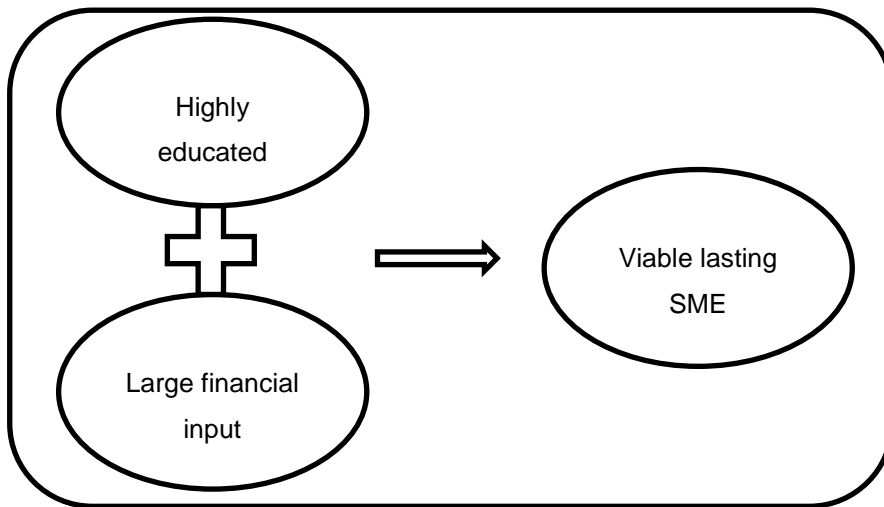 Highly
educated
Large financial
input
Viable lasting
SME